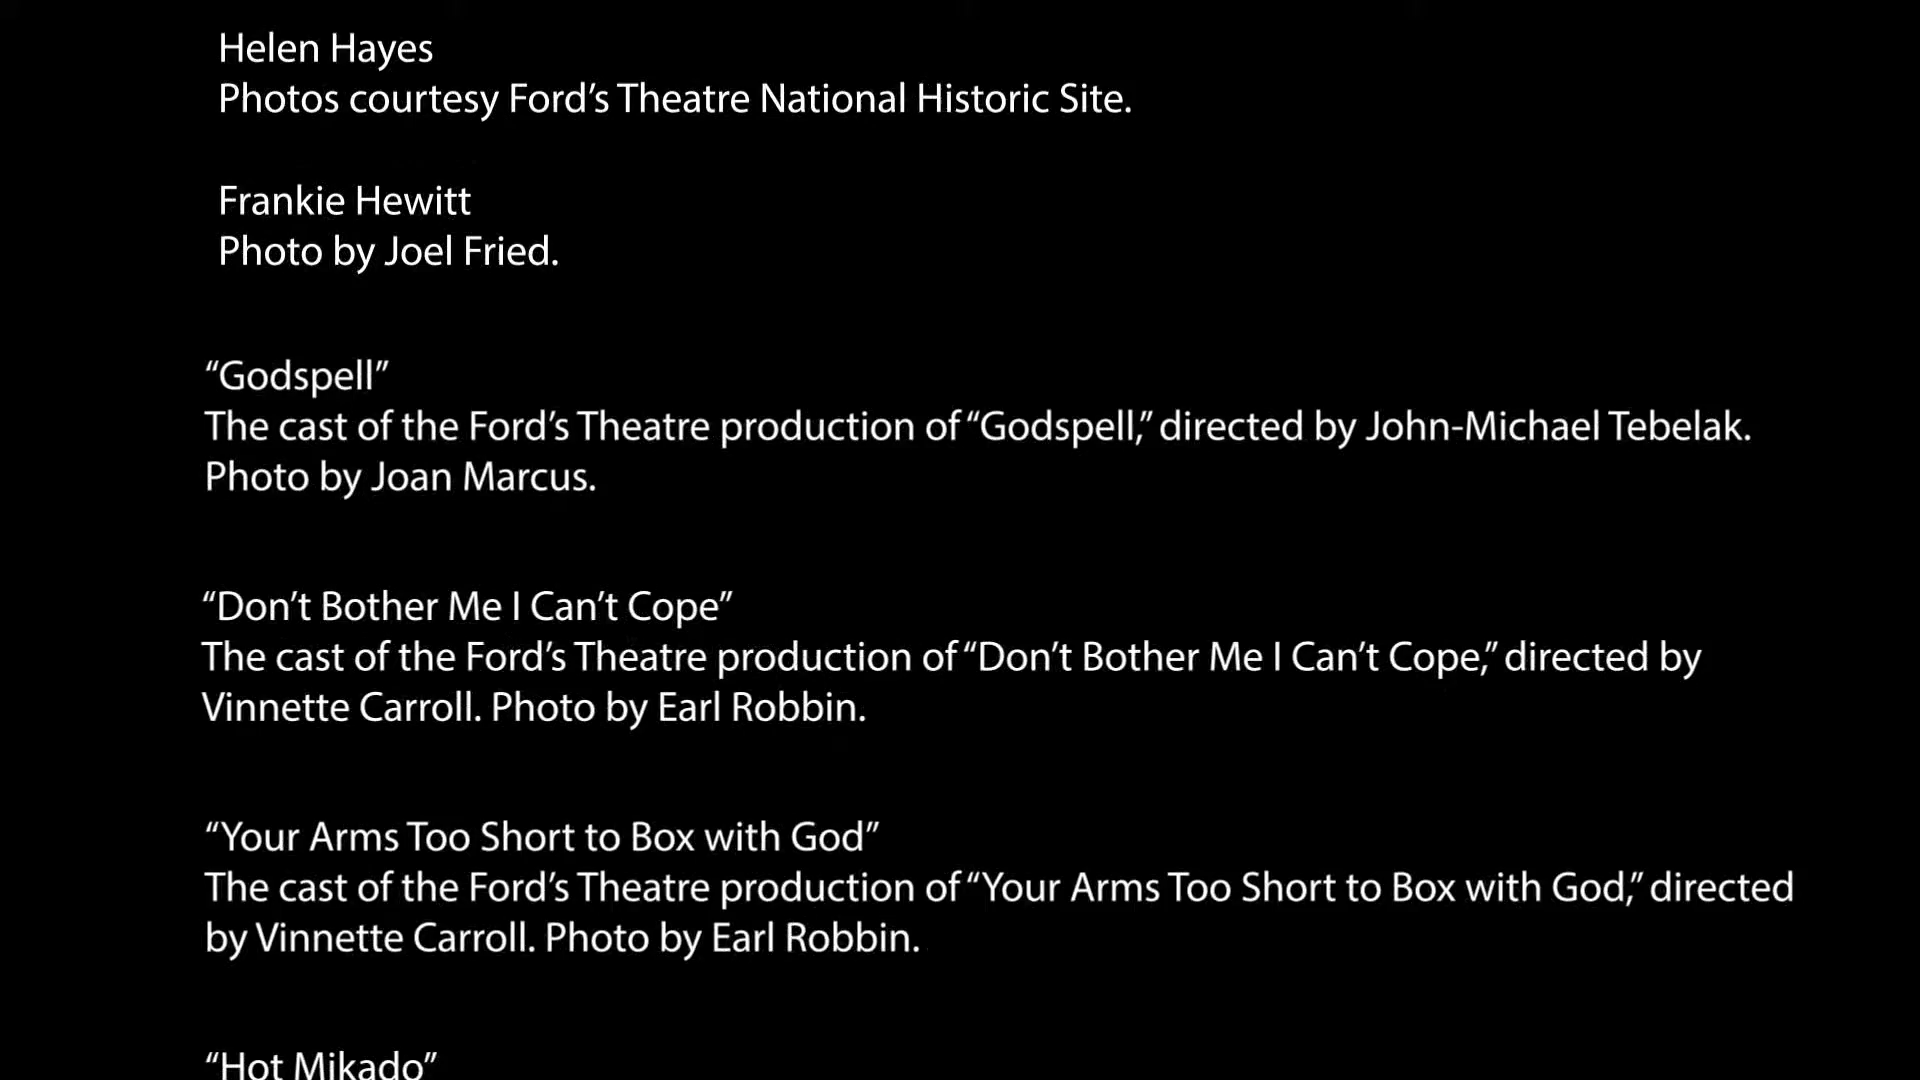 Helen Hayes
Photos courtesy Ford’s Theatre National Historic Site.
Frankie Hewitt
Photo by Joel Fried.
“Godspell”
The cast of the Ford’s Theatre production of “Godspell,” directed by John-Michael Tebelak.
Photo by Joan Marcus.
“Don’t Bother Me I Can’t Cope”
The cast of the Ford’s Theatre production of “Don’t Bother Me I Can’t Cope,” directed by
Vinnette Carroll. Photo by Earl Robbin.
“Your Arms Too Short to Box with God”
The cast of the Ford’s Theatre production of “Your Arms Too Short to Box with God,” directed
by Vinnette Carroll. Photo by Earl Robbin.
“Hot Mikado”